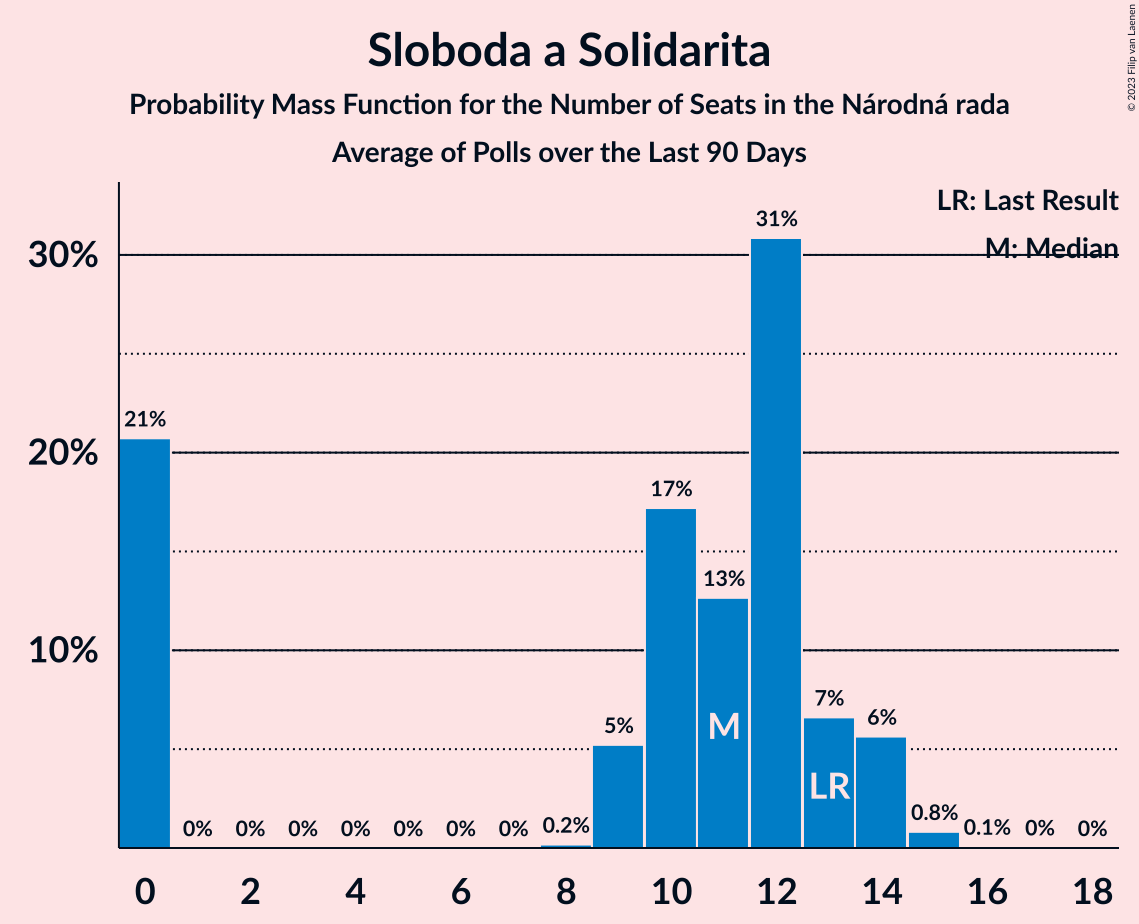 Sloboda a Solidarita
Probability Mass Function for the Number of Seats in the Národná rada
Average of Polls over the Last 90 Days
© 2023 Filip van Laenen
LR: Last Result
M: Median
30%
20%
10%
21%
0%
0%
0%
0%
0%
0%
0%
0.2%
5%
17%
13%
31%
7%
6%
0.8%
0.1%
0%
0%
M
LR
0 2 4 6 8 10 12 14 16 18